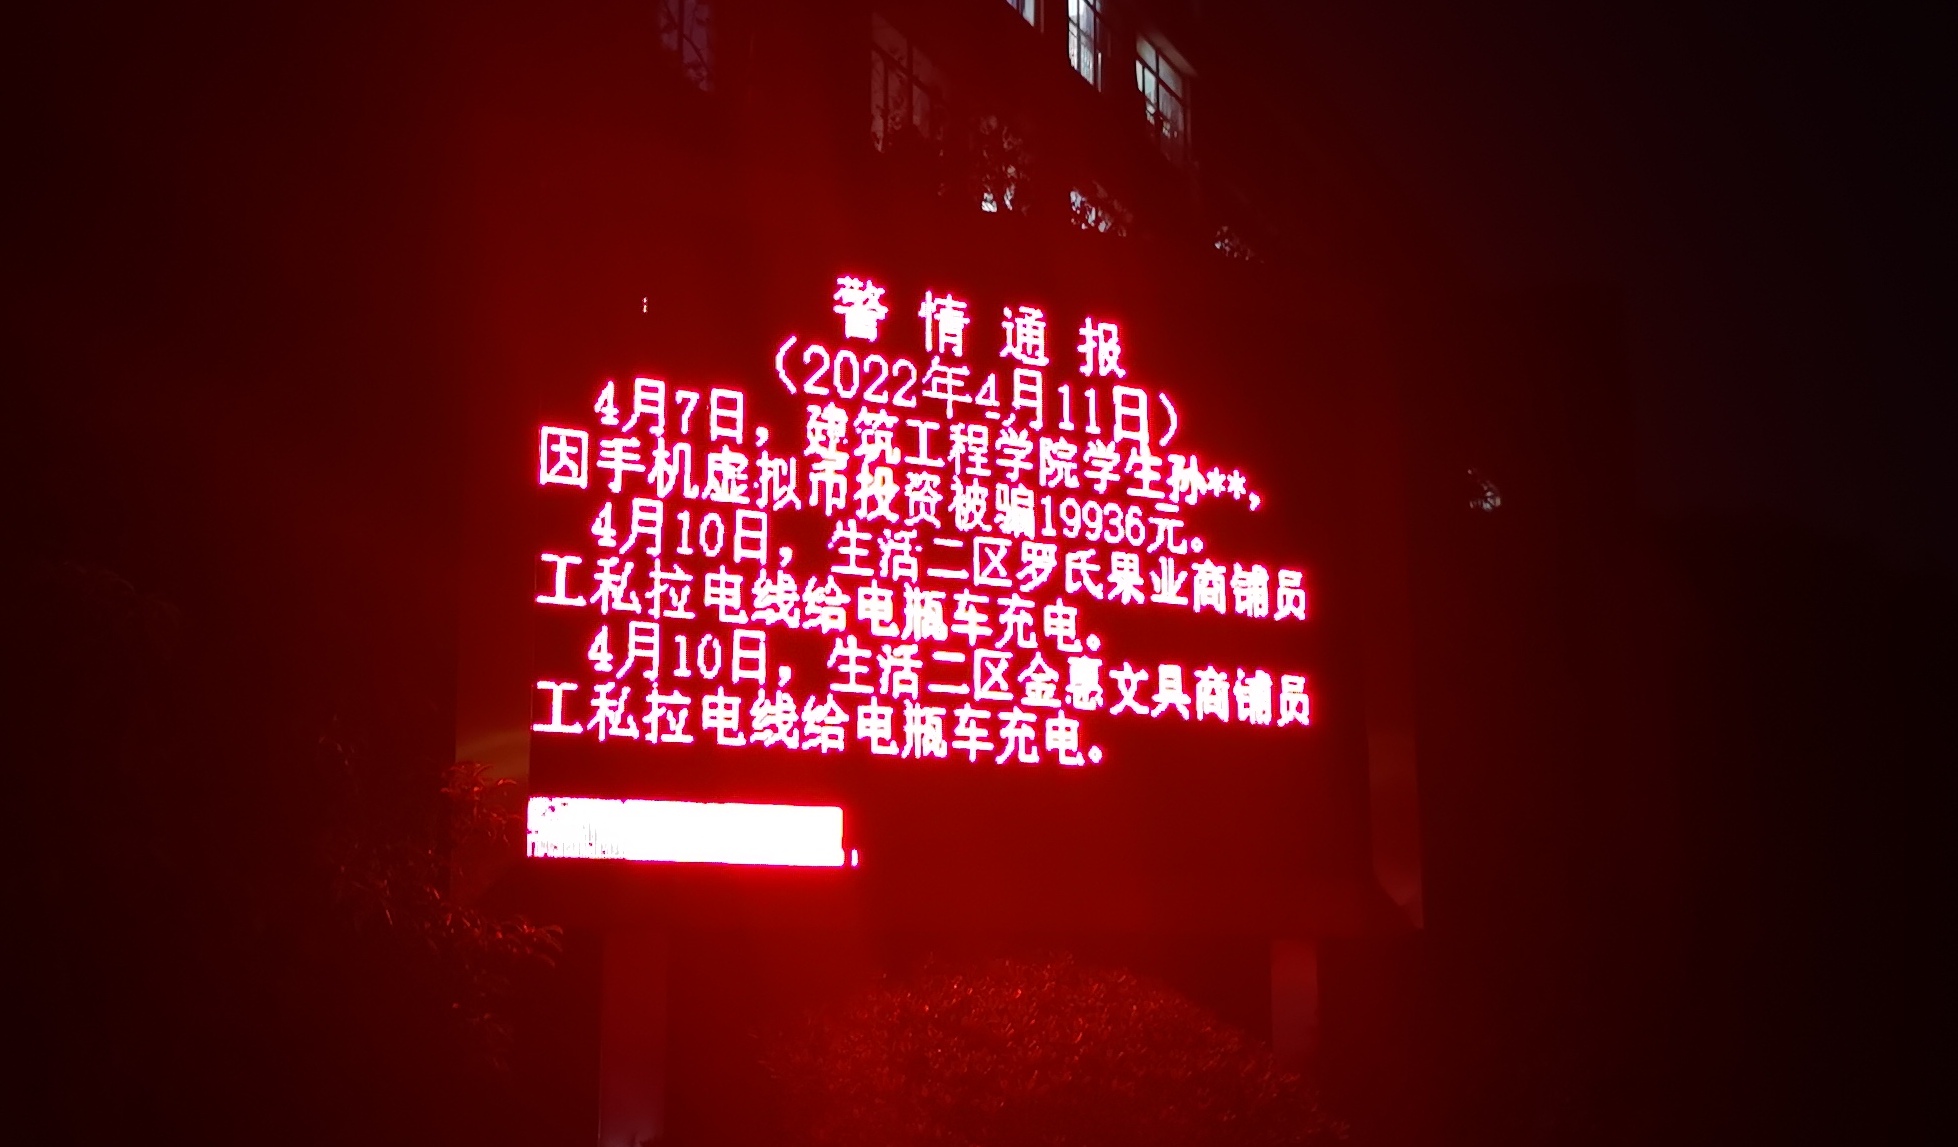 警情通报
（2022年4月11日）
4月7日，建筑工程学院学生孙**，
因手机虚拟币投资被骗19936元。
4月10日，生活二区罗氏果业商铺员
工私拉电线给电瓶车充电。
4月10日，生活二区金惠文具商铺员
工私拉电线给电瓶车充电。